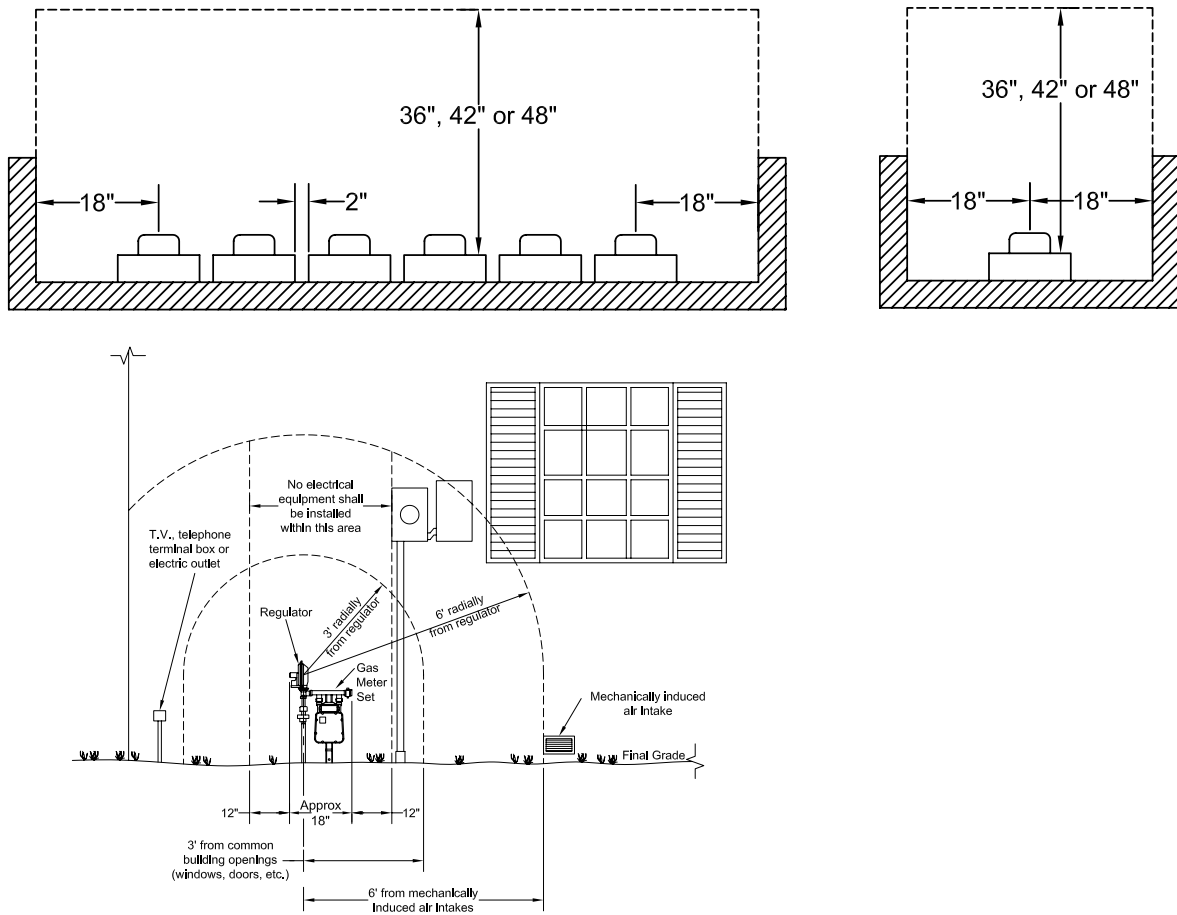 36", 42" or 48"
18"
2"
18"
36", 42" or 48"
18"
18"
No electrical
equipment shall
be installed
within this area
T.V., telephone
terminal box or
electric outlet
Regulator
3' radially
from regulator
6' radially
from regulator
Gas
Meter
Set
Mechanically induced
air intake
Final Grade
12"
Approx
18"
12"
3' from common
building openings
(windows, doors, etc.)
6' from mechanically
induced air intakes